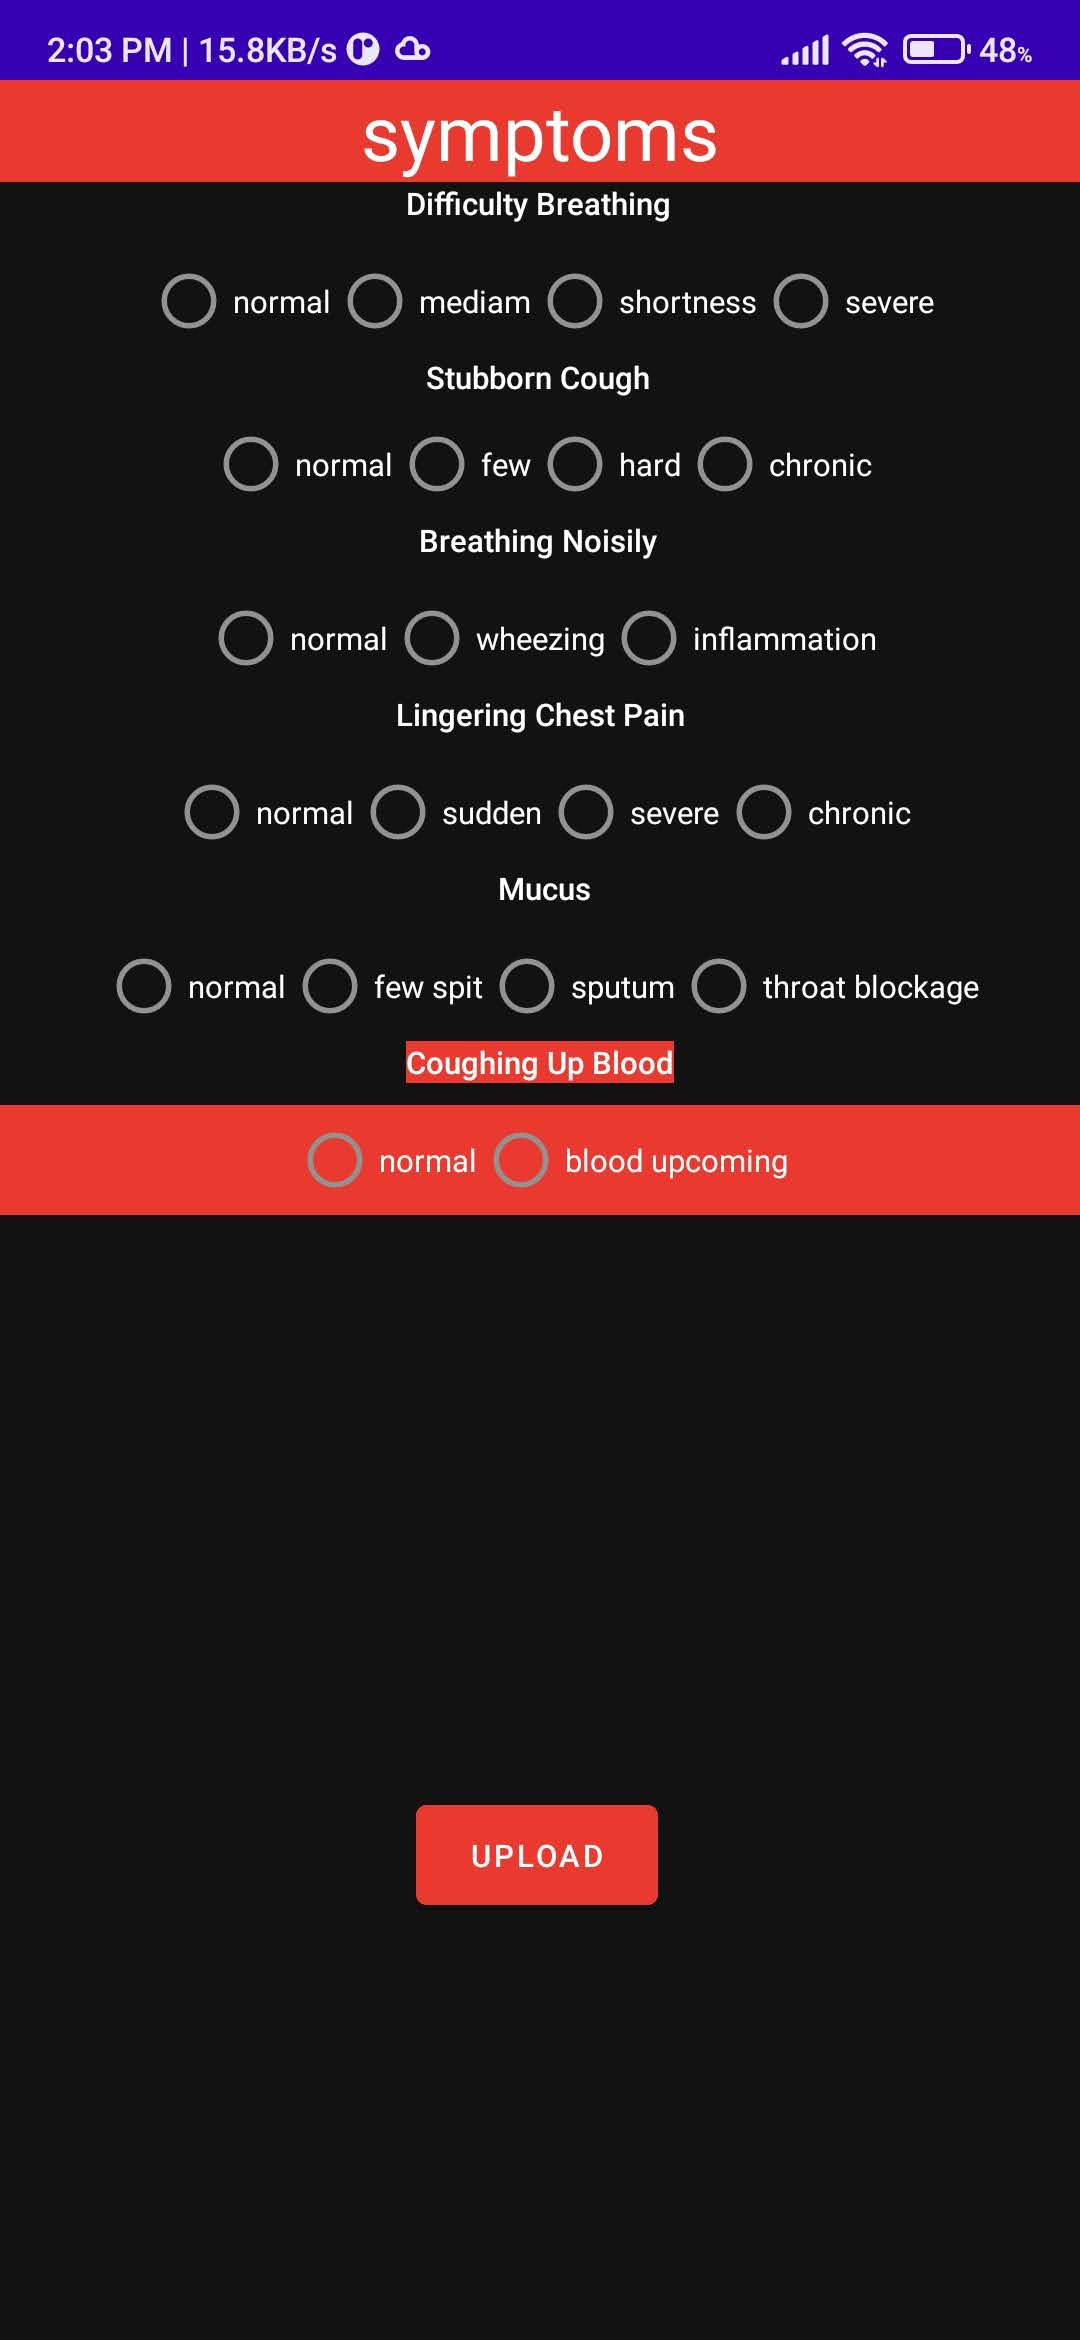 2:03 PM | 15.8KB/s 48%
symptoms
Difficulty Breathing
normal mediam shortness severe
Stubborn Cough
normal few hard chronic
Breathing Noisily
normal wheezing inflammation
Lingering Chest Pain
normal sudden severe chronic
Mucus
normal few spit sputum throat blockage
Coughing Up Blood
normal blood upcoming
UPLOAD